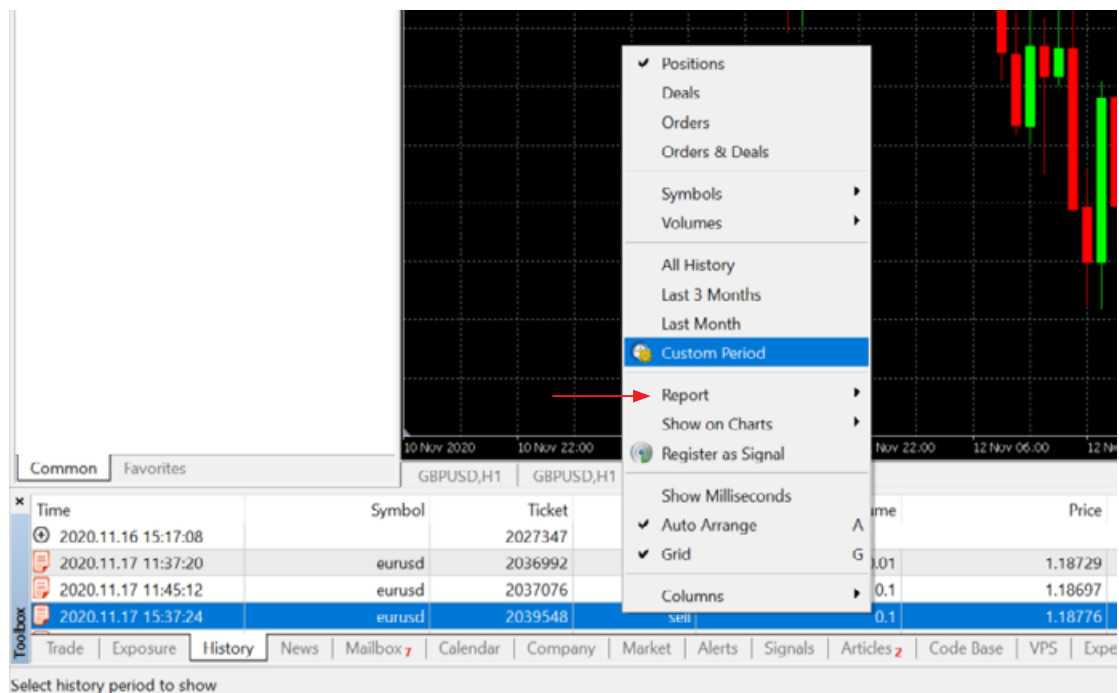 Positions
Deals
Orders
Orders & Deals
Symbols
Volumes
All History
Last 3 Months
Last Month
Custom Period
Report
Show on Charts
Register as Signal
Show Milliseconds
Auto Arrange A
Grid G
Columns
10 Nov 2020 10 Nov 22:00 Nov 22:00 12 Nov 06:00 12 N
Common Favorites
GBPUSD,H1 GBPUSD,H1
Time Symbol Ticket ume Price
2020.11.16 15:17:08 2027347
2020.11.17 11:37:20 eurusd 2036992 0.01 1.18729
2020.11.17 11:45:12 eurusd 2037076 0.1 1.18697
2020.11.17 15:37:24 eurusd 2039548 sell 0.1 1.18776
Toolbox
Trade Exposure History News Mailbox 7 Calendar Company Market Alerts Signals Articles 2 Code Base VPS Expe
Select history period to show